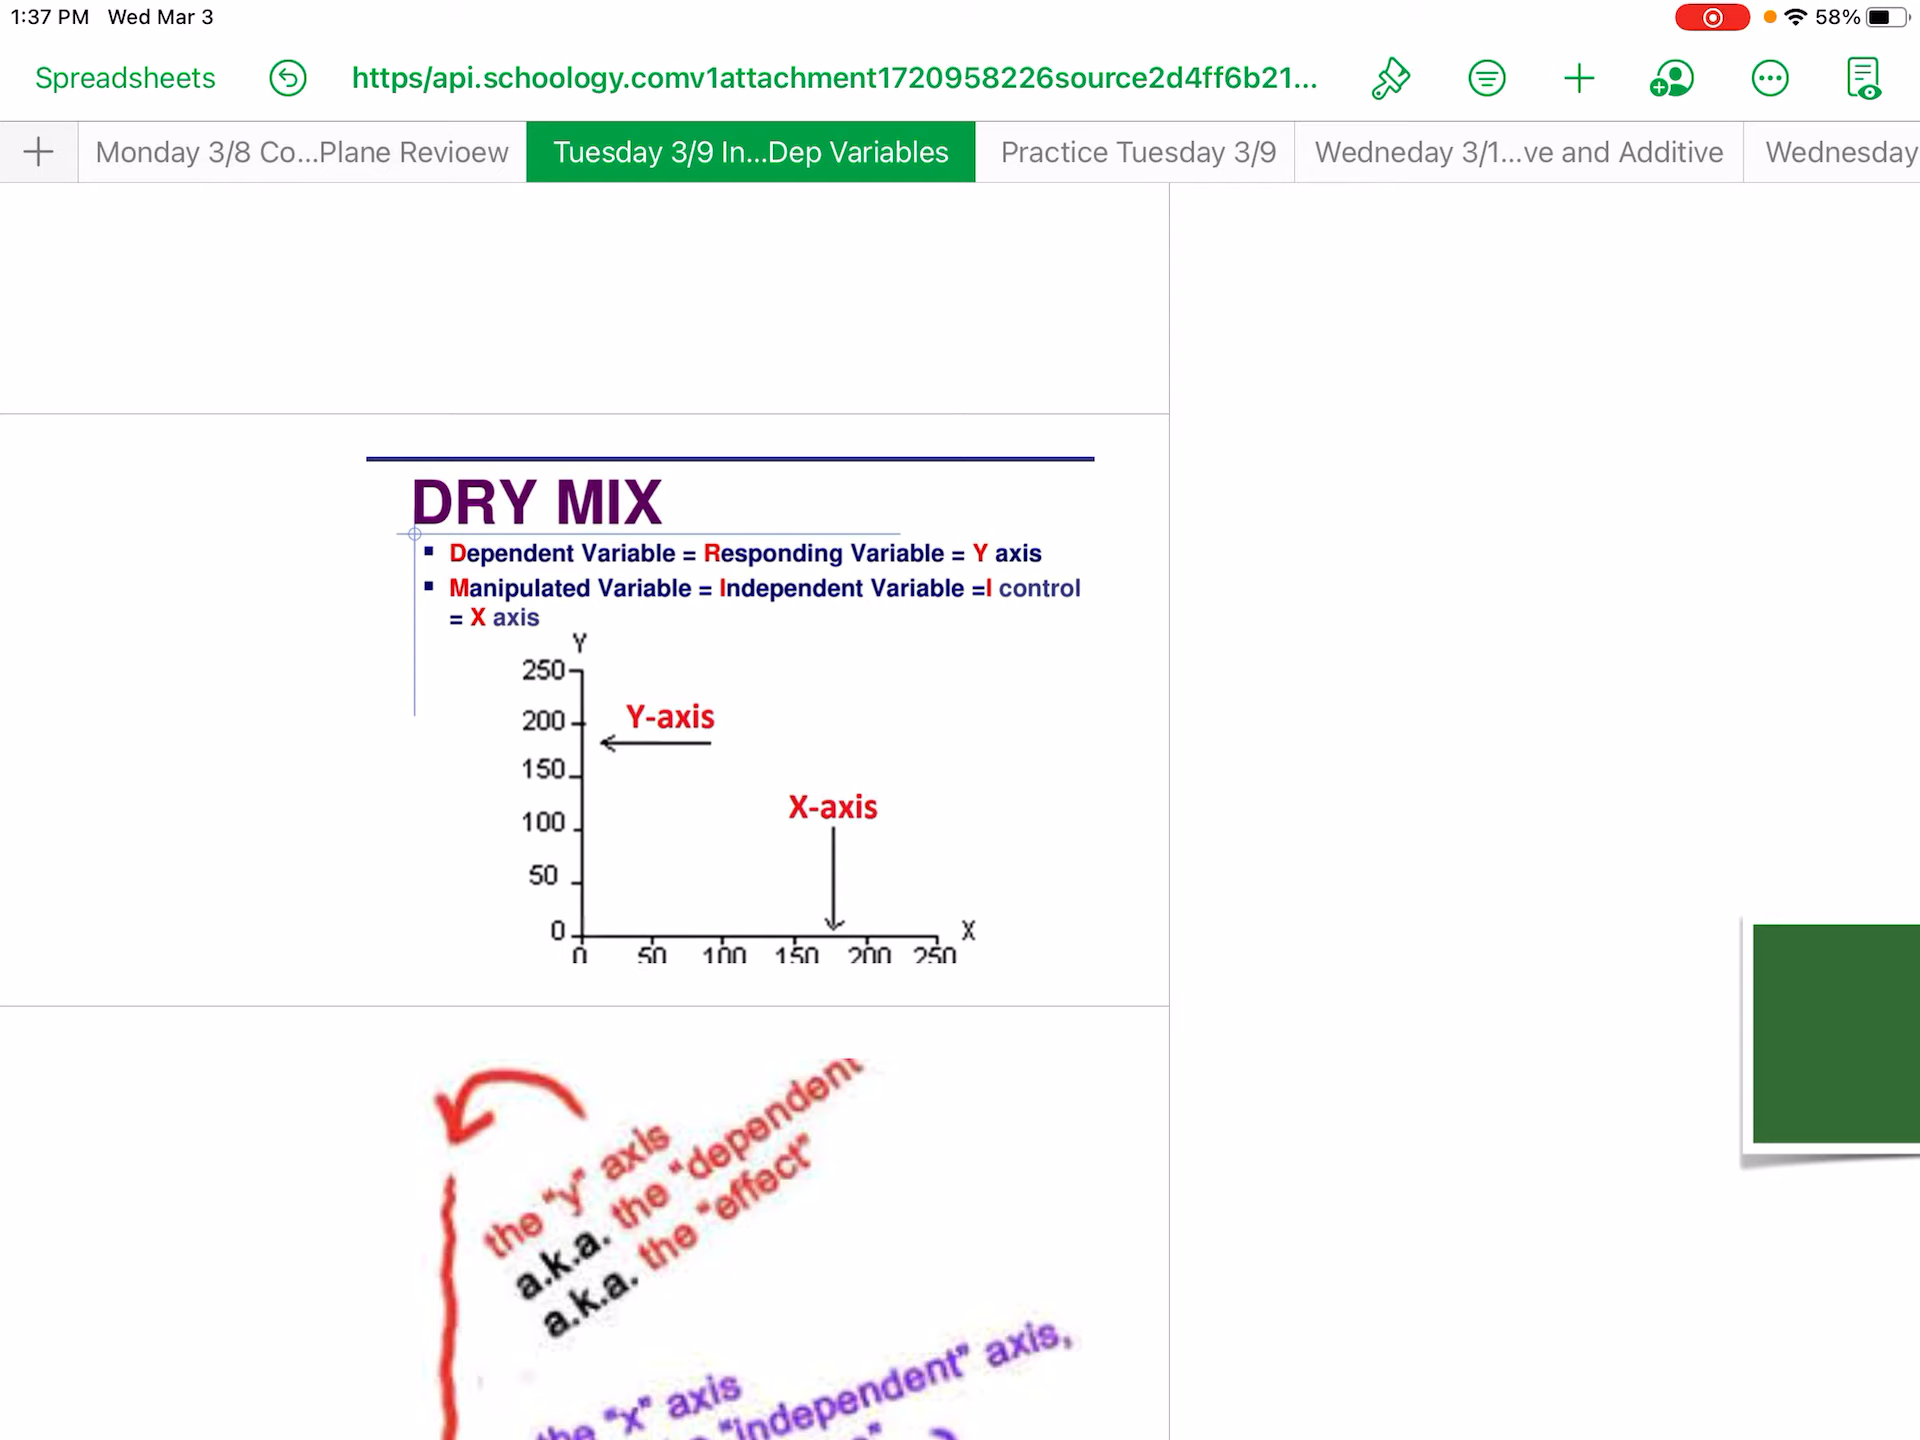 1:37 PM Wed Mar 3
58%
Spreadsheets
https/api.schoology.comv1attachment1720958226source2d4ff6b21...
Monday 3/8 Co...Plane Revioew
Tuesday 3/9 In...Dep Variables
Practice Tuesday 3/9
Wedneday 3/1...ve and Additive
Wednesday
DRY MIX
Dependent Variable = Responding Variable = Y axis
Manipulated Variable = Independent Variable =I control
= X axis
Y
250
200
150
100
50
0
Y-axis
X-axis
X
0 50 100 150 200 250
the "y" axis
a.k.a. the "dependent
a.k.a. the "effect"
the "x" axis
"independent" axis,